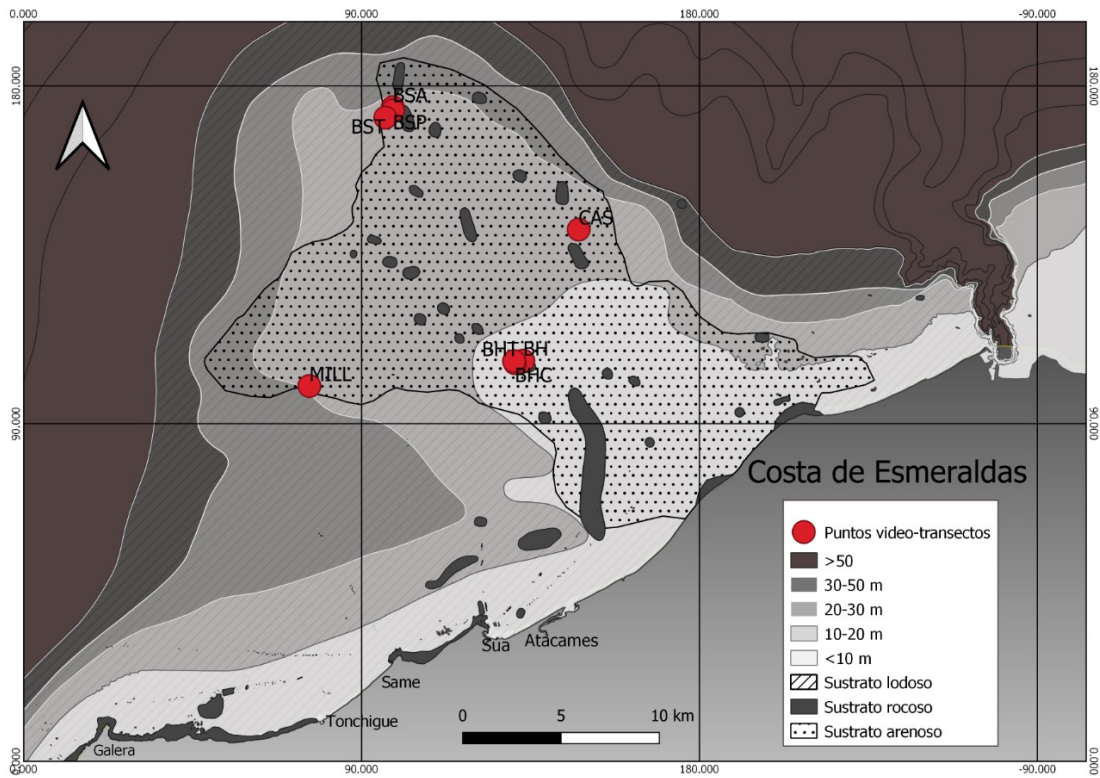 0.000 90.000 180.000 -90.000
180.000 180.000
BSA
BST BSP
CAS
BHT BH
BHC
MILL
90.000 90.000
Costa de Esmeraldas
Puntos video-transectos
>50
30-50 m
20-30 m
10-20 m
<10 m
Sustrato lodoso
Sustrato rocoso
Sustrato arenoso
Sua Atacames
Same
Tonchigue
Galera
0 5 10 km
0.000 0.000
0.000 90.000 180.000 -90.000